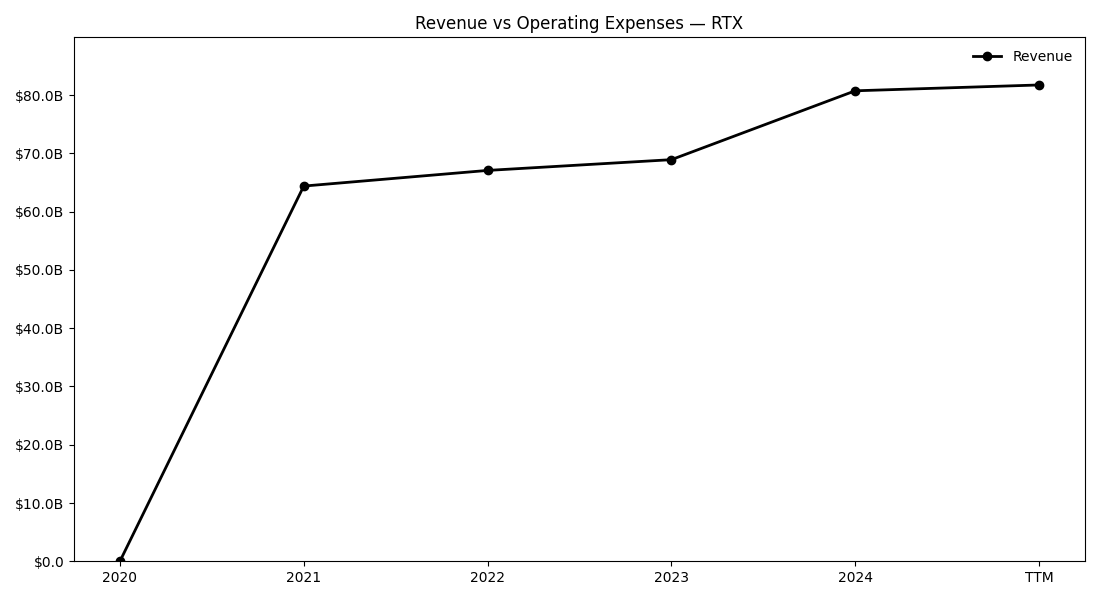 Revenue vs Operating Expenses — RTX
Revenue
$80.0B
$70.0B
$60.0B
$50.0B
$40.0B
$30.0B
$20.0B
$10.0B
$0.0
2020 2021 2022 2023 2024 TTM